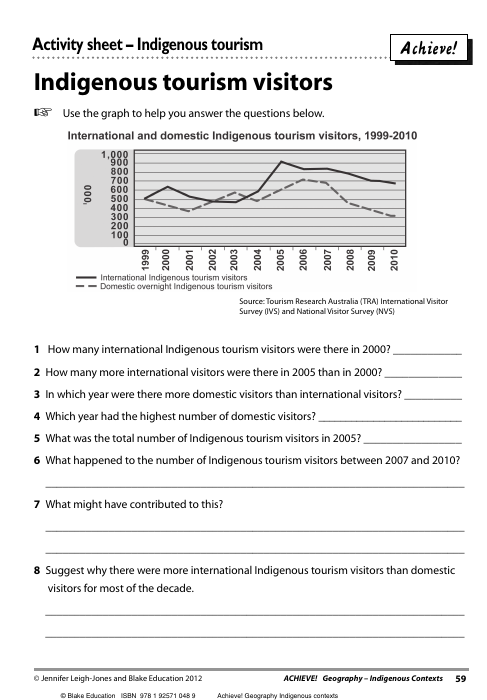 Activity sheet – Indigenous tourism
Achieve!
Indigenous tourism visitors
Use the graph to help you answer the questions below.
International and domestic Indigenous tourism visitors, 1999-2010
'000
1,000
900
800
700
600
500
400
300
200
100
0
1999
2000
2001
2002
2003
2004
2005
2006
2007
2008
2009
2010
International Indigenous tourism visitors
Domestic overnight Indigenous tourism visitors
Source: Tourism Research Australia (TRA) International Visitor
Survey (IVS) and National Visitor Survey (NVS)
1 How many international Indigenous tourism visitors were there in 2000?
2 How many more international visitors were there in 2005 than in 2000?
3 In which year were there more domestic visitors than international visitors?
4 Which year had the highest number of domestic visitors?
5 What was the total number of Indigenous tourism visitors in 2005?
6 What happened to the number of Indigenous tourism visitors between 2007 and 2010?
7 What might have contributed to this?
8 Suggest why there were more international Indigenous tourism visitors than domestic
visitors for most of the decade.
© Jennifer Leigh-Jones and Blake Education 2012
ACHIEVE! Geography – Indigenous Contexts 59
© Blake Education ISBN 978 1 92571 048 9 Achieve! Geography Indigenous contexts